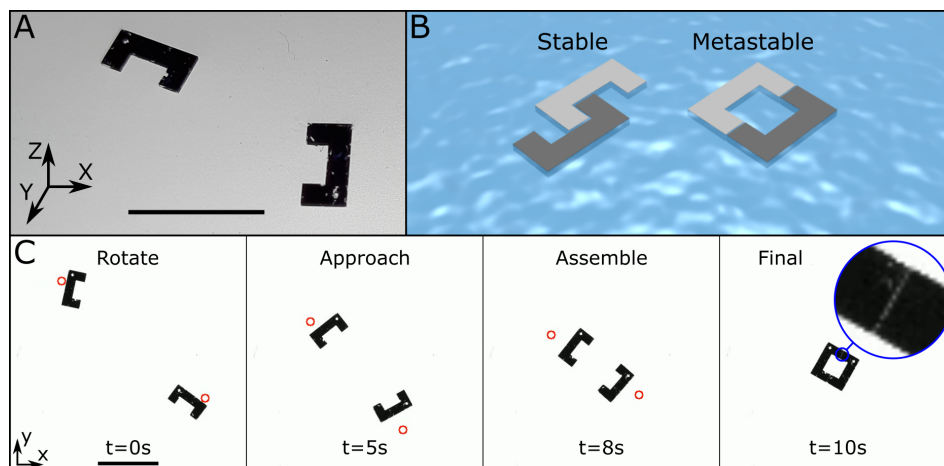 A
Z
X
Y
B
Stable
Metastable
C
Rotate
Approach
Assemble
Final
y
x
t=0s
t=5s
t=8s
t=10s